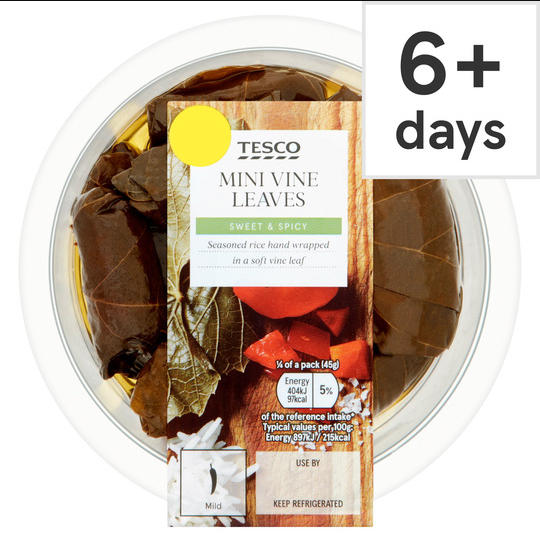 6+
days
TESCO
MINI VINE
LEAVES
SWEET & SPICY
Seasoned rice hand wrapped
in a soft vine leaf
¼ of a pack (45g)
Energy
404kJ
97kcal
5%
of the reference intake*
Typical values per 100g:
Energy 897kJ / 215kcal
Mild
USE BY
KEEP REFRIGERATED